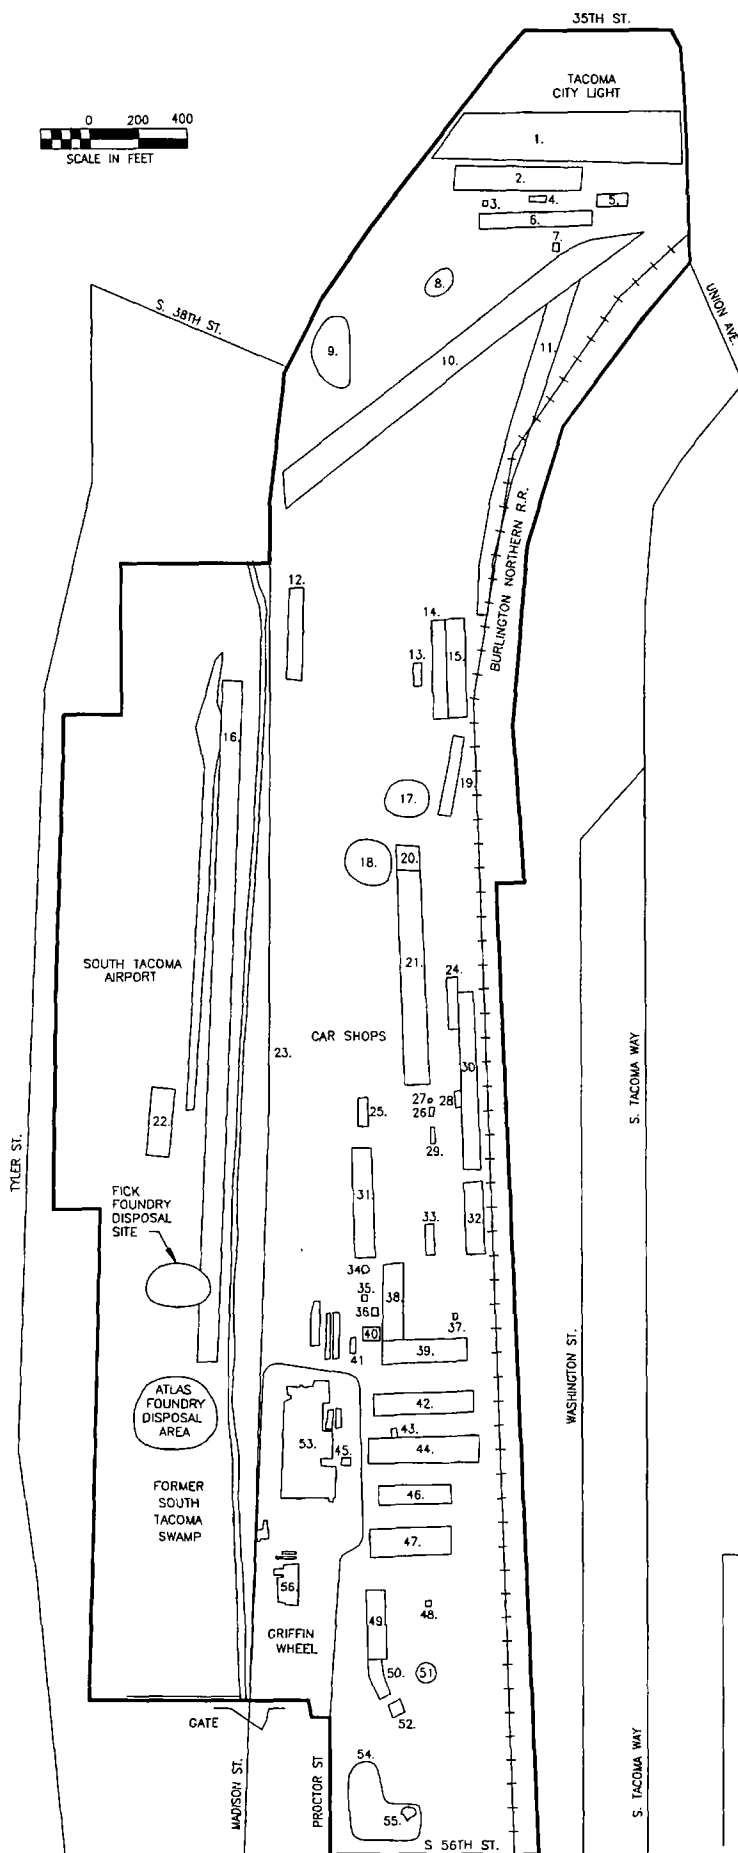 35TH ST.
TACOMA
CITY LIGHT
0 200 400
SCALE IN FEET
1.
2.
3.
4.
5.
6.
7.
8.
S. 38TH ST.
UNION AVE.
9.
10.
11.
BURLINGTON NORTHERN R.R.
12.
13.
14.
15.
16.
17.
18.
19.
20.
21.
SOUTH TACOMA
AIRPORT
22.
23.
CAR SHOPS
24.
25.
26.
27.
28.
29.
30.
S. TACOMA WAY
TYLER ST.
31.
32.
33.
FICK
FOUNDRY
DISPOSAL
SITE
34.
35.
36.
37.
38.
39.
40
41
WASHINGTON ST.
ATLAS
FOUNDRY
DISPOSAL
AREA
42.
43.
44.
45.
46.
47.
48.
49.
50.
51
52.
53.
FORMER
SOUTH
TACOMA
SWAMP
56.
GRIFFIN
WHEEL
GATE
MADISON ST.
PROCTOR ST
54.
55.
S. TACOMA WAY
S 56TH ST.